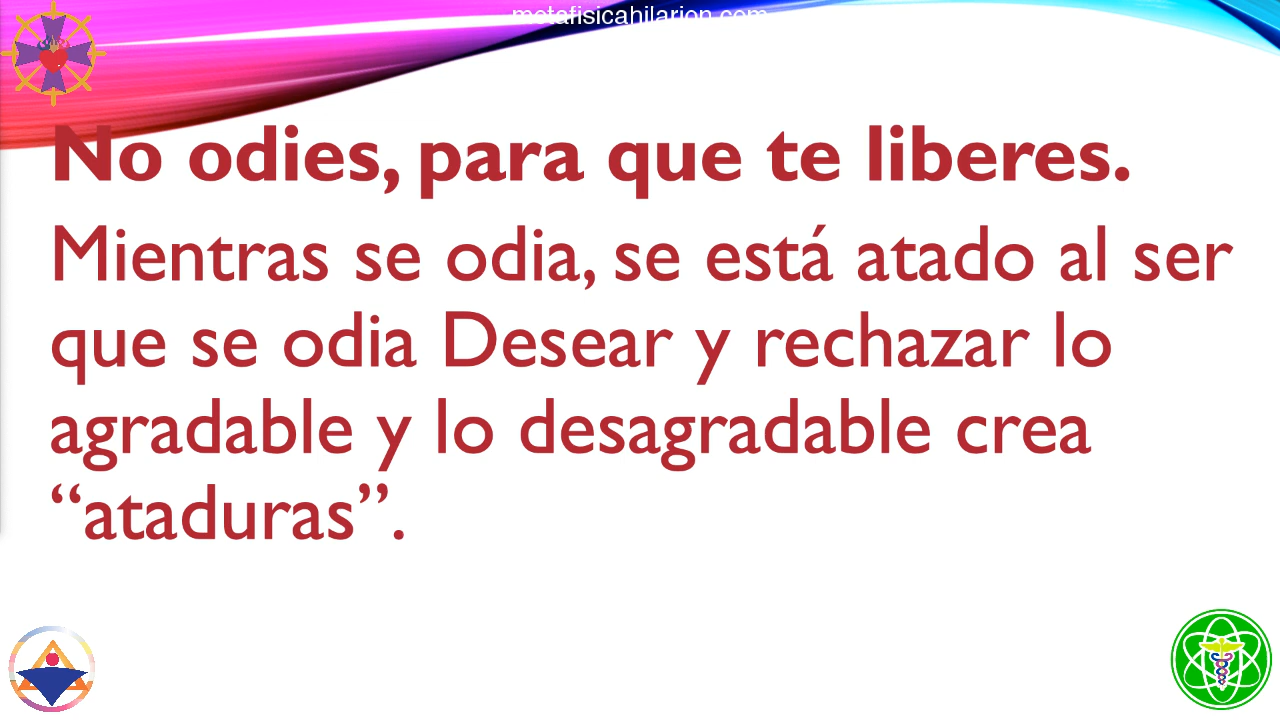 metafisicahilarion.com
No odies, para que te liberes.
Mientras se odia, se está atado al ser
que se odia Desear y rechazar lo
agradable y lo desagradable crea
“ataduras”.